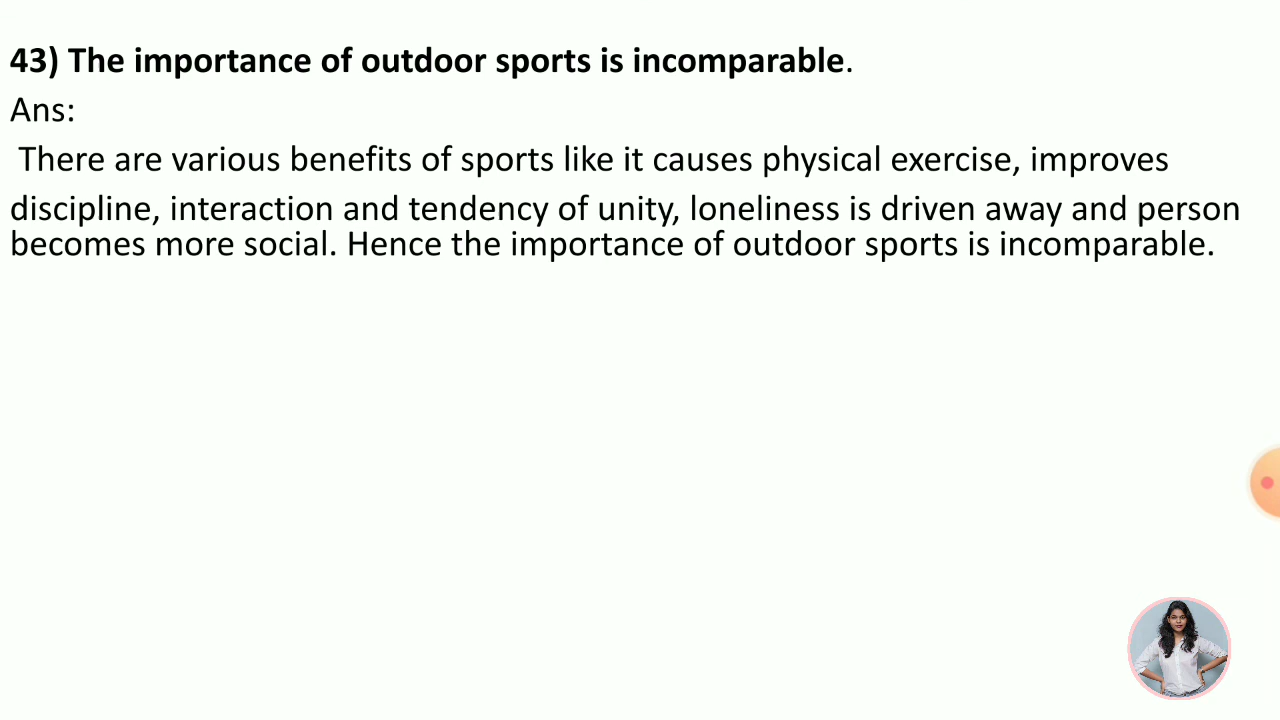 43) The importance of outdoor sports is incomparable.
Ans:
There are various benefits of sports like it causes physical exercise, improves
discipline, interaction and tendency of unity, loneliness is driven away and person
becomes more social. Hence the importance of outdoor sports is incomparable.